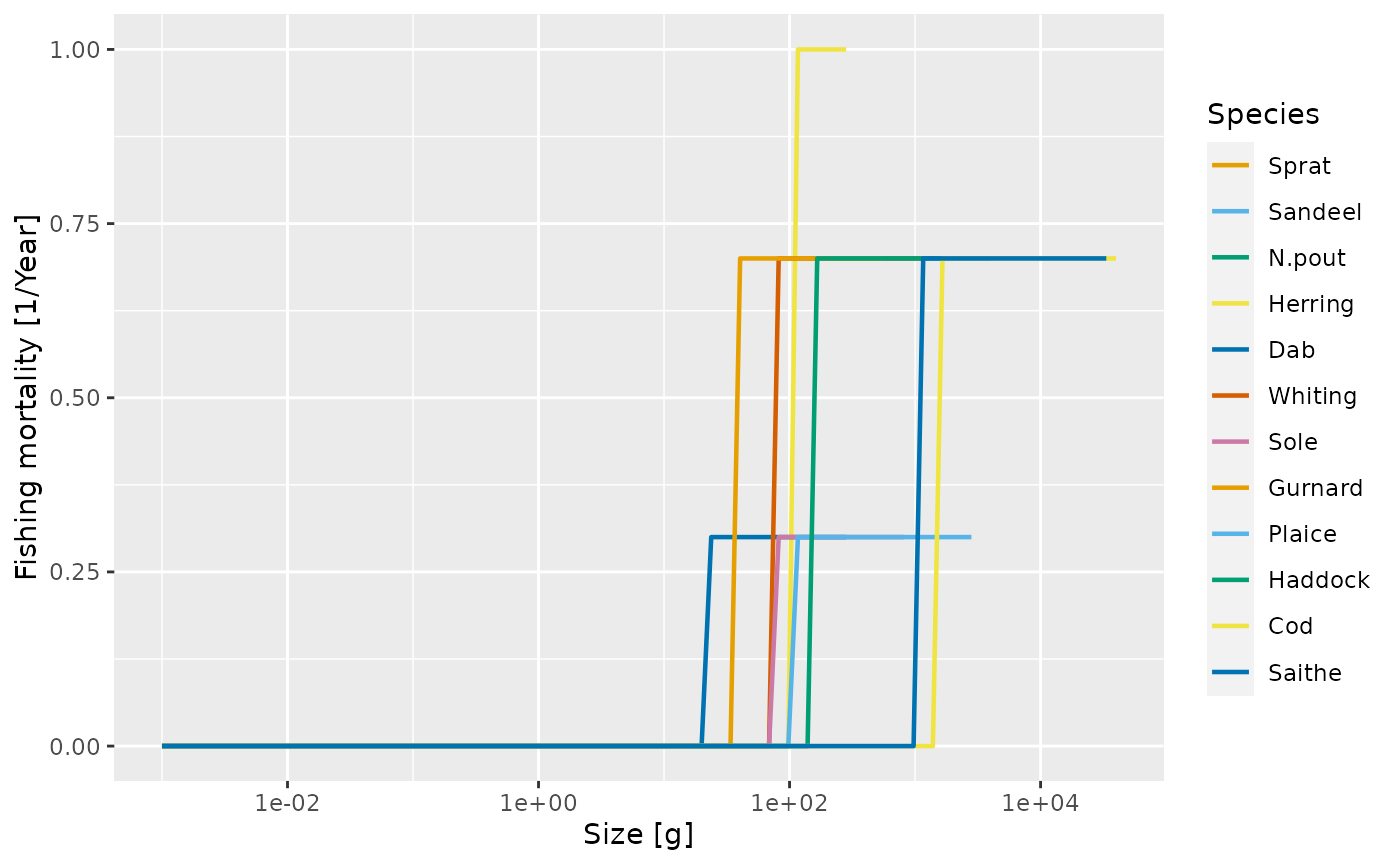 1.00
0.75
0.50
0.25
0.00
Fishing mortality [1/Year]
1e-02
1e+00
1e+02
1e+04
Size [g]
Species
Sprat
Sandeel
N.pout
Herring
Dab
Whiting
Sole
Gurnard
Plaice
Haddock
Cod
Saithe